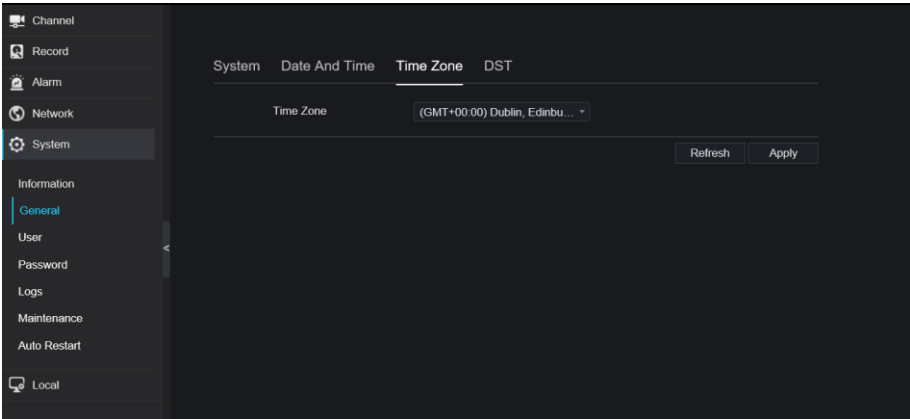 Channel
Record
Alarm
Network
System
Information
General
User
Password
Logs
Maintenance
Auto Restart
Local
System Date And Time Time Zone DST
Time Zone (GMT+00:00) Dublin, Edinbu...
Refresh Apply
<